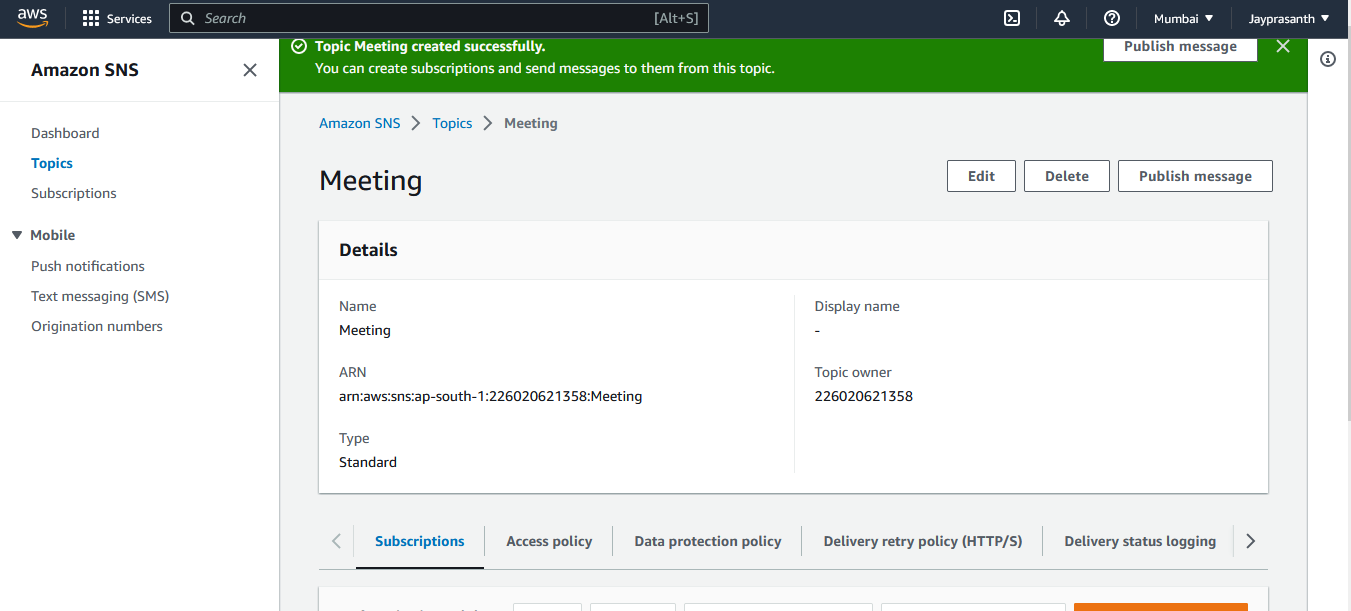 aws
Services
Search
[Alt+S]
Mumbai
Jayprasanth
Amazon SNS
Dashboard
Topics
Subscriptions
Mobile
Push notifications
Text messaging (SMS)
Origination numbers
Topic Meeting created successfully.
You can create subscriptions and send messages to them from this topic.
Publish message
Amazon SNS
Topics
Meeting
Meeting
Edit
Delete
Publish message
Details
Name
Meeting
ARN
arn:aws:sns:ap-south-1:226020621358:Meeting
Type
Standard
Display name
-
Topic owner
226020621358
Subscriptions
Access policy
Data protection policy
Delivery retry policy (HTTP/S)
Delivery status logging